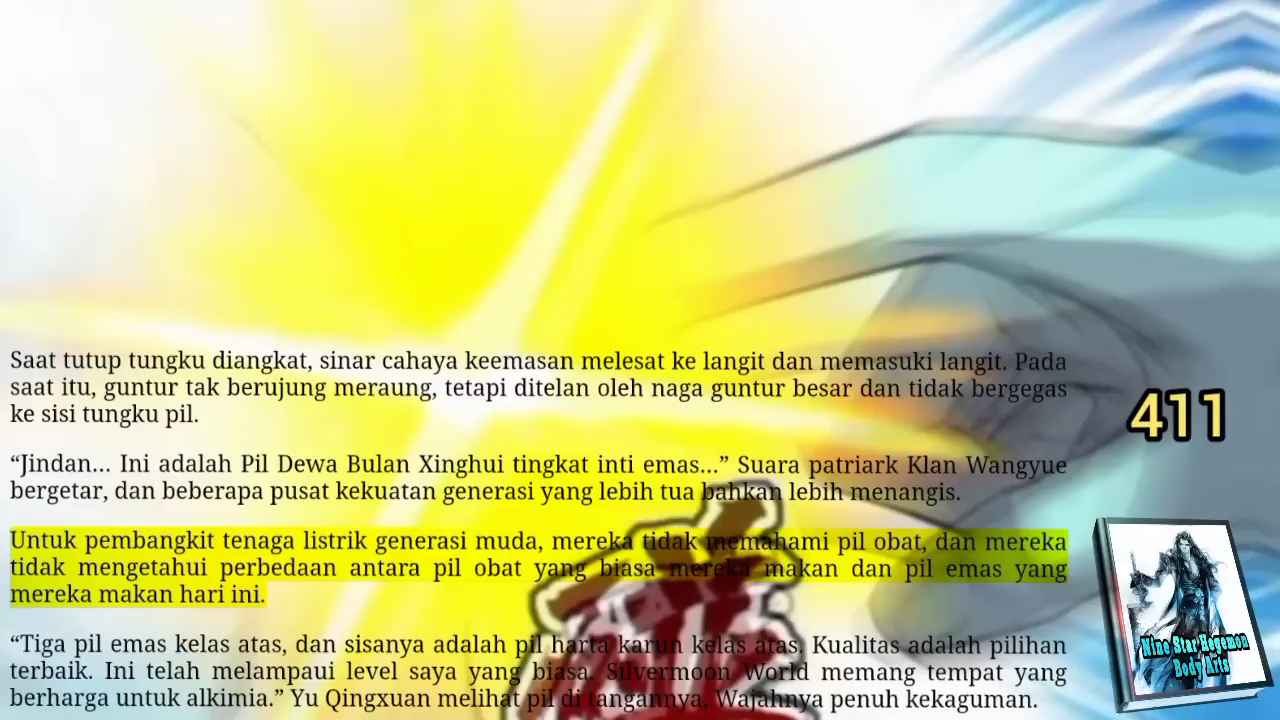 Saat tutup tungku diangkat, sinar cahaya keemasan melesat ke langit dan memasuki langit. Pada
saat itu, guntur tak berujung meraung, tetapi ditelan oleh naga guntur besar dan tidak bergegas
ke sisi tungku pil.
“Jindan... Ini adalah Pil Dewa Bulan Xinghui tingkat inti emas...” Suara patriark Klan Wangyue
bergetar, dan beberapa pusat kekuatan generasi yang lebih tua bahkan lebih menangis.
Untuk pembangkit tenaga listrik generasi muda, mereka tidak memahami pil obat, dan mereka
tidak mengetahui perbedaan antara pil obat yang biasa mereka makan dan pil emas yang
mereka makan hari ini.
“Tiga pil emas kelas atas, dan sisanya adalah pil harta karun kelas atas. Kualitas adalah pilihan
terbaik. Ini telah melampaui level saya yang biasa. Silvermoon World memang tempat yang
berharga untuk alkimia.” Yu Qingxuan melihat pil di tangannya, Wajahnya penuh kekaguman.
411
Nine Star Hegemon
Body Arts